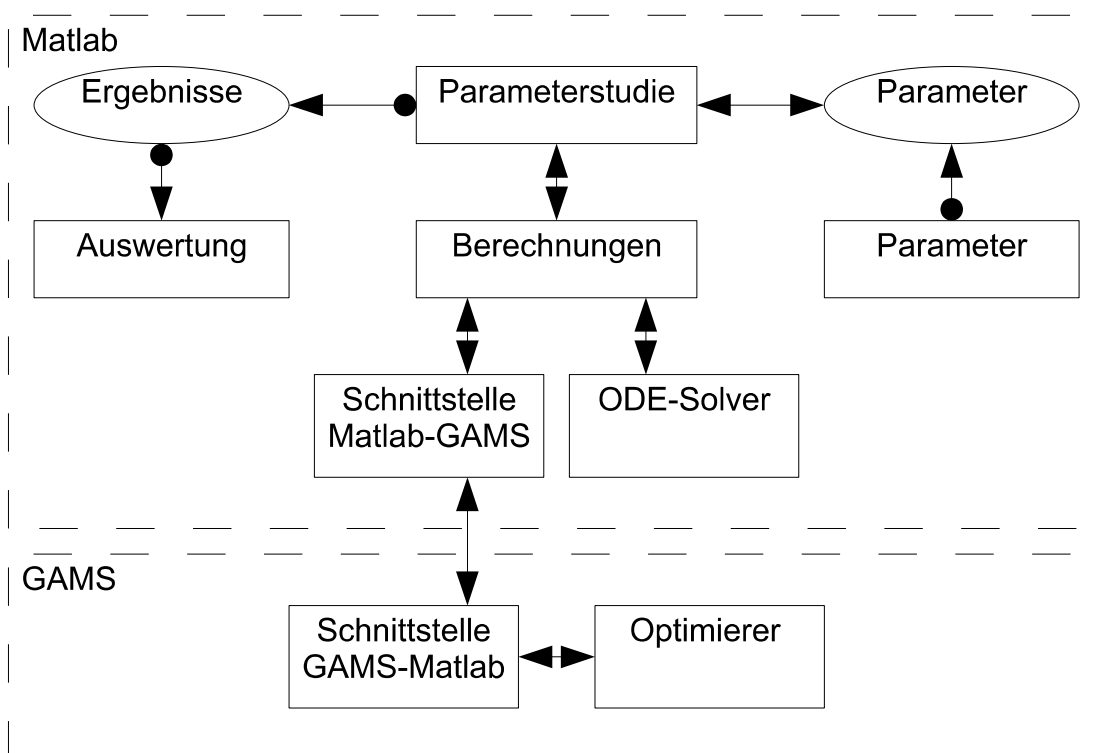 Matlab
Ergebnisse
Parameterstudie
Parameter
Auswertung
Berechnungen
Parameter
Schnittstelle
Matlab-GAMS
ODE-Solver
GAMS
Schnittstelle
GAMS-Matlab
Optimierer